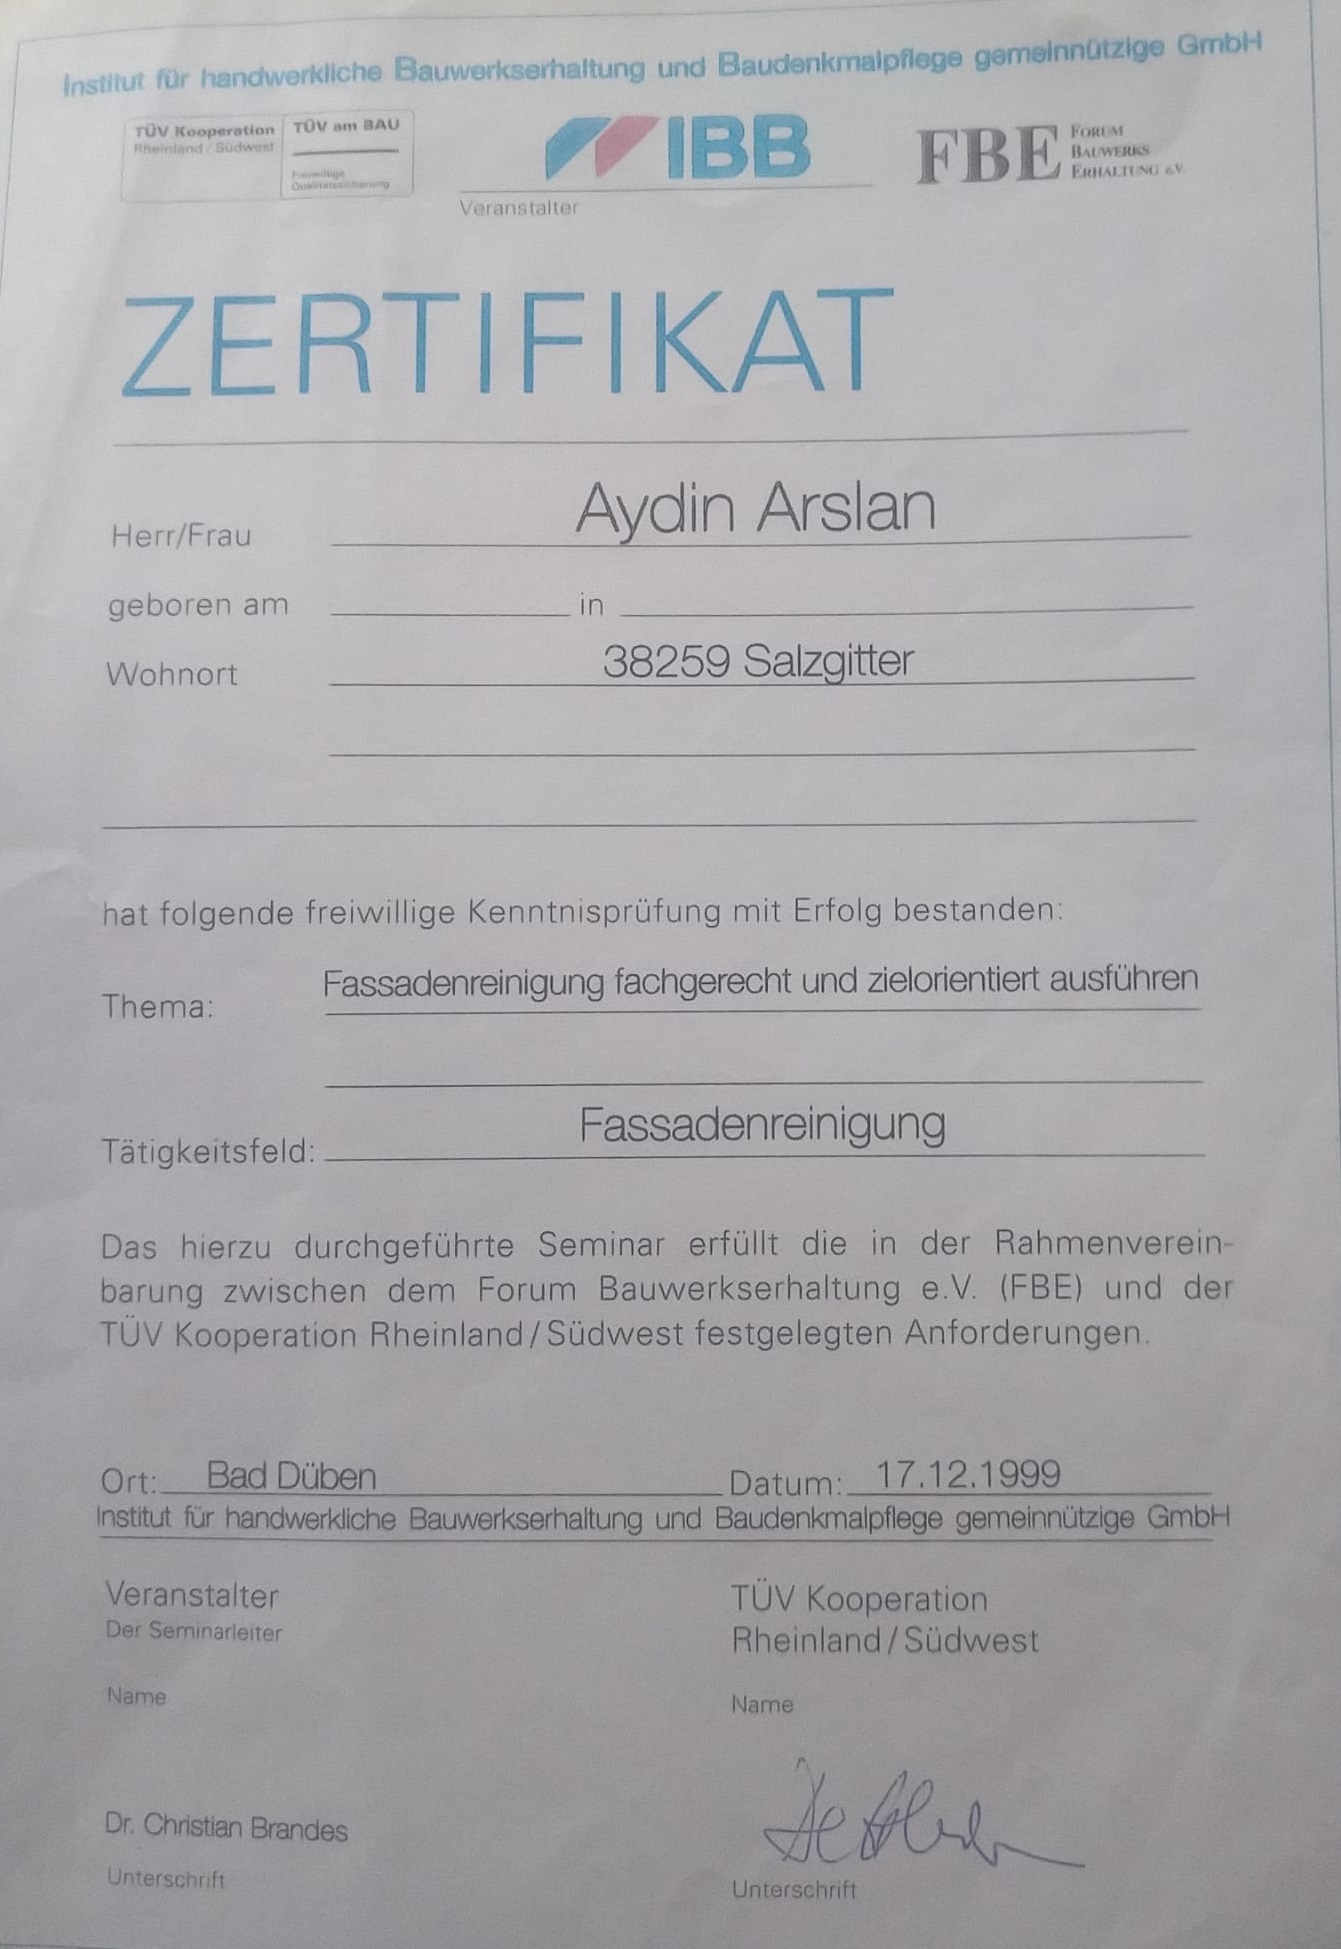 Institut für handwerkliche Bauwerkserhaltung und Baudenkmalpflege gemeinnützige GmbH
TÜV Kooperation
Rheinland / Südwest
TÜV am BAU
Freiwillige
Qualitätssicherung
IBB
Veranstalter
FBE
FORUM
BAUWERKS
ERHALTUNG e.V.
ZERTIFIKAT
Herr/Frau Aydin Arslan
geboren am in
Wohnort 38259 Salzgitter
hat folgende freiwillige Kenntnisprüfung mit Erfolg bestanden:
Thema: Fassadenreinigung fachgerecht und zielorientiert ausführen
Tätigkeitsfeld: Fassadenreinigung
Das hierzu durchgeführte Seminar erfüllt die in der Rahmenverein-
barung zwischen dem Forum Bauwerkserhaltung e.V. (FBE) und der
TÜV Kooperation Rheinland/Südwest festgelegten Anforderungen.
Ort: Bad Düben Datum: 17.12.1999
Institut für handwerkliche Bauwerkserhaltung und Baudenkmalpflege gemeinnützige GmbH
Veranstalter
Der Seminarleiter
Name
Dr. Christian Brandes
Unterschrift
TÜV Kooperation
Rheinland/Südwest
Name
Unterschrift